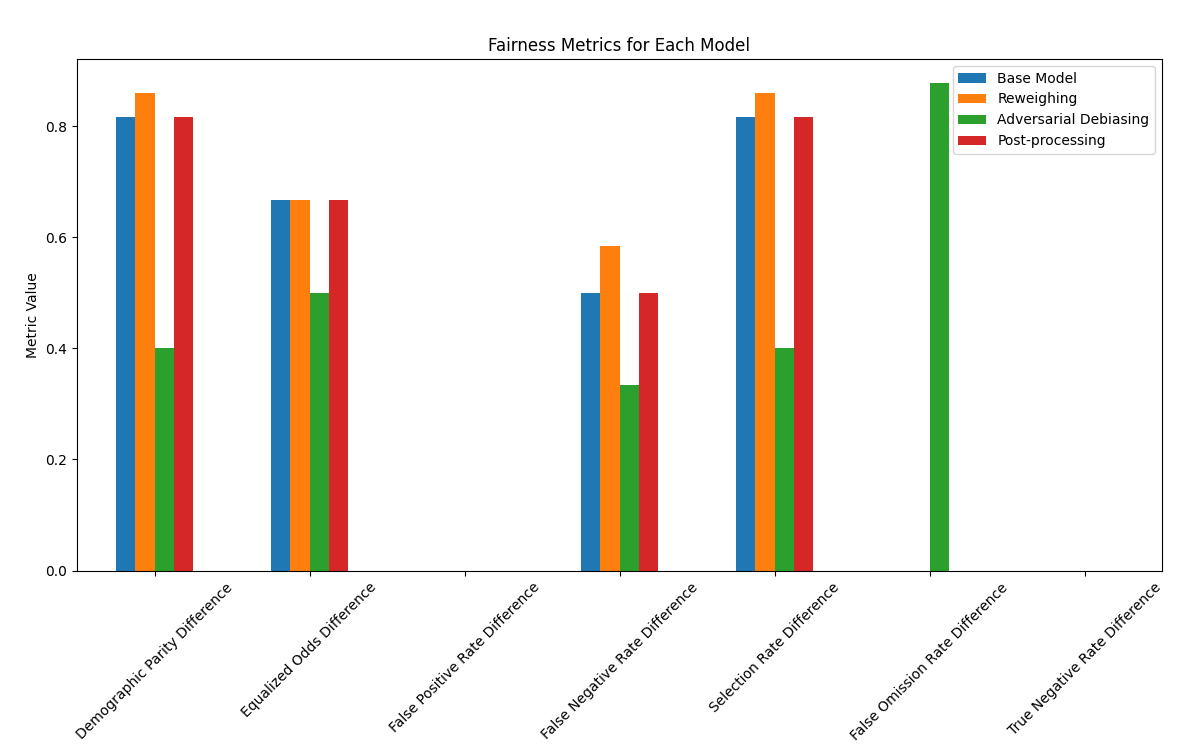 Fairness Metrics for Each Model
Base Model
Reweighing
Adversarial Debiasing
Post-processing
Metric Value
0.8
0.6
0.4
0.2
0.0
Demographic Parity Difference
Equalized Odds Difference
False Positive Rate Difference
False Negative Rate Difference
Selection Rate Difference
False Omission Rate Difference
True Negative Rate Difference